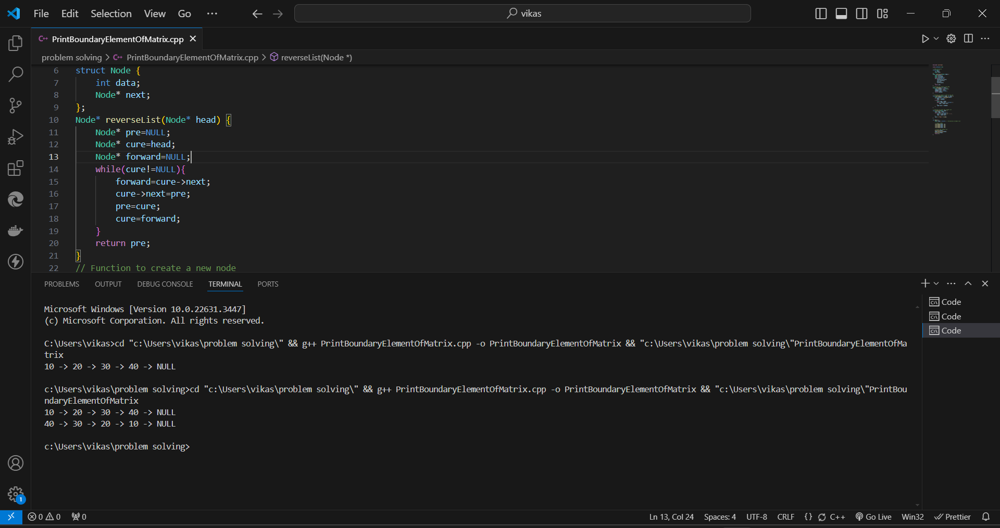 File Edit Selection View Go ··· vikas
PrintBoundaryElementOfMatrix.cpp
problem solving > PrintBoundaryElementOfMatrix.cpp > reverseList(Node *)
6 struct Node {
7 int data;
8 Node* next;
9 };
10 Node* reverseList(Node* head) {
11 Node* pre=NULL;
12 Node* cure=head;
13 Node* forward=NULL;
14 while(cure!=NULL){
15 forward=cure->next;
16 cure->next=pre;
17 pre=cure;
18 cure=forward;
19 }
20 return pre;
21 }
22 // Function to create a new node
PROBLEMS OUTPUT DEBUG CONSOLE TERMINAL PORTS
Code
Code
Code
Microsoft Windows [Version 10.0.22631.3447]
(c) Microsoft Corporation. All rights reserved.
C:\Users\vikas>cd "c:\Users\vikas\problem solving\" && g++ PrintBoundaryElementOfMatrix.cpp -o PrintBoundaryElementOfMatrix && "c:\Users\vikas\problem solving\"PrintBoundaryElementOfMa
trix
10 -> 20 -> 30 -> 40 -> NULL
c:\Users\vikas\problem solving>cd "c:\Users\vikas\problem solving\" && g++ PrintBoundaryElementOfMatrix.cpp -o PrintBoundaryElementOfMatrix && "c:\Users\vikas\problem solving\"PrintBou
ndaryElementOfMatrix
10 -> 20 -> 30 -> 40 -> NULL
40 -> 30 -> 20 -> 10 -> NULL
c:\Users\vikas\problem solving>
1
0 0 0 Ln 13, Col 24 Spaces: 4 UTF-8 CRLF {} C++ Go Live Win32 Prettier